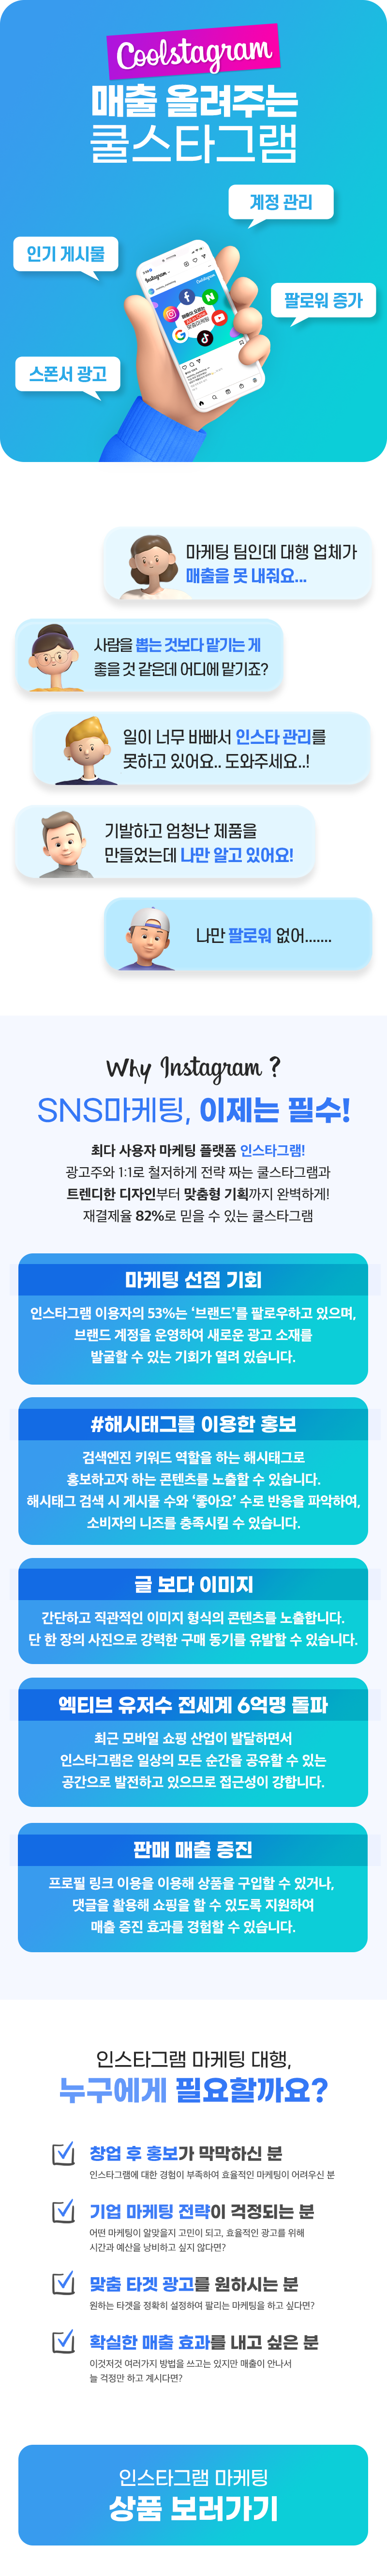 Coolstagram
매출 올려주는
쿨스타그램
계정 관리
인기 게시물
팔로워 증가
스폰서 광고
Instagram
마케팅 팀인데 대행 업체가
매출을 못 내줘요...
사람을 뽑는 것보다 맡기는 게
좋을 것 같은데 어디에 맡기죠?
일이 너무 바빠서 인스타 관리를
못하고 있어요.. 도와주세요..!
기발하고 엄청난 제품을
만들었는데 나만 알고 있어요!
나만 팔로워 없어.......
Why Instagram ?
SNS마케팅, 이제는 필수!
최다 사용자 마케팅 플랫폼 인스타그램!
광고주와 1:1로 철저하게 전략 짜는 쿨스타그램과
트렌디한 디자인부터 맞춤형 기획까지 완벽하게!
재결제율 82%로 믿을 수 있는 쿨스타그램
마케팅 선점 기회
인스타그램 이용자의 53%는 ‘브랜드’를 팔로우하고 있으며,
브랜드 계정을 운영하여 새로운 광고 소재를
발굴할 수 있는 기회가 열려 있습니다.
#해시태그를 이용한 홍보
검색엔진 키워드 역할을 하는 해시태그로
홍보하고자 하는 콘텐츠를 노출할 수 있습니다.
해시태그 검색 시 게시물 수와 ‘좋아요’ 수로 반응을 파악하여,
소비자의 니즈를 충족시킬 수 있습니다.
글 보다 이미지
간단하고 직관적인 이미지 형식의 콘텐츠를 노출합니다.
단 한 장의 사진으로 강력한 구매 동기를 유발할 수 있습니다.
엑티브 유저수 전세계 6억명 돌파
최근 모바일 쇼핑 산업이 발달하면서
인스타그램은 일상의 모든 순간을 공유할 수 있는
공간으로 발전하고 있으므로 접근성이 강합니다.
판매 매출 증진
프로필 링크 이용을 이용해 상품을 구입할 수 있거나,
댓글을 활용해 쇼핑을 할 수 있도록 지원하여
매출 증진 효과를 경험할 수 있습니다.
인스타그램 마케팅 대행,
누구에게 필요할까요?
창업 후 홍보가 막막하신 분
인스타그램에 대한 경험이 부족하여 효율적인 마케팅이 어려우신 분
기업 마케팅 전략이 걱정되는 분
어떤 마케팅이 알맞을지 고민이 되고, 효율적인 광고를 위해
시간과 예산을 낭비하고 싶지 않다면?
맞춤 타겟 광고를 원하시는 분
원하는 타겟을 정확히 설정하여 팔리는 마케팅을 하고 싶다면?
확실한 매출 효과를 내고 싶은 분
이것저것 여러가지 방법을 쓰고는 있지만 매출이 안나서
늘 걱정만 하고 계시다면?
인스타그램 마케팅
상품 보러가기